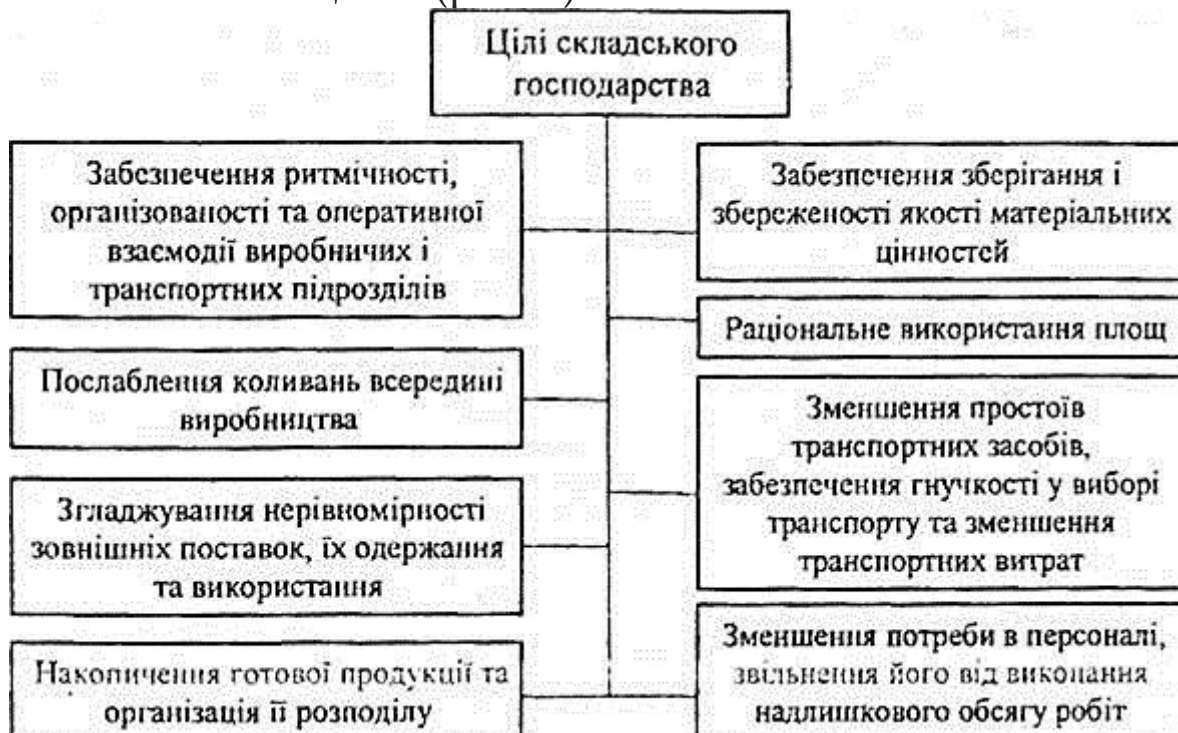 Цілі складського
господарства
Забезпечення ритмічності,
організованості та оперативної
взаємодії виробничих і
транспортних підрозділів
Послаблення коливань всередині
виробництва
Згладжування нерівномірності
зовнішніх поставок, їх одержання
та використання
Накопичення готової продукції та
організація її розподілу
Забезпечення зберігання і
збереженості якості матеріальних
цінностей
Раціональне використання площ
Зменшення простоїв
транспортних засобів,
забезпечення гнучкості у виборі
транспорту та зменшення
транспортних витрат
Зменшення потреби в персоналі,
звільнення його від виконання
надлишкового обсягу робіт